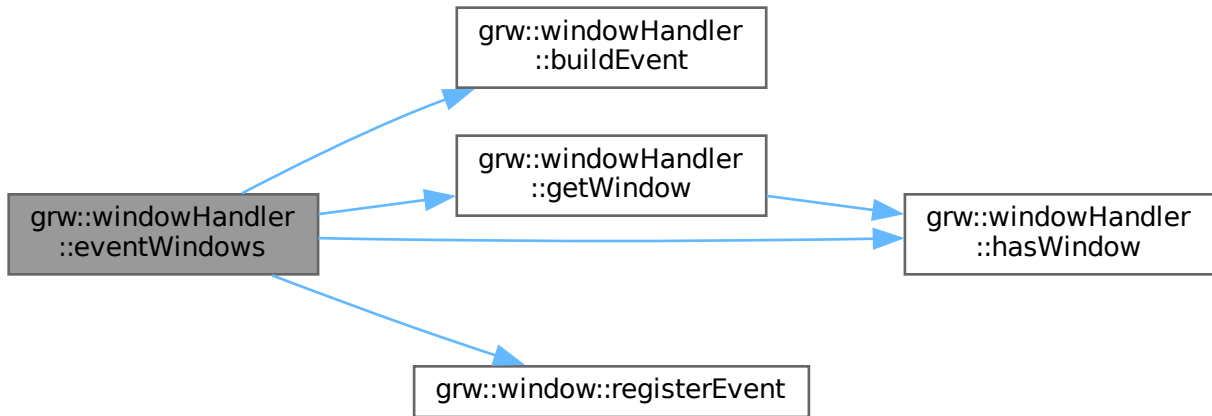 grw::windowHandler
::buildEvent
grw::windowHandler
::getWindow
grw::windowHandler
::eventWindows
grw::windowHandler
::hasWindow
grw::window::registerEvent